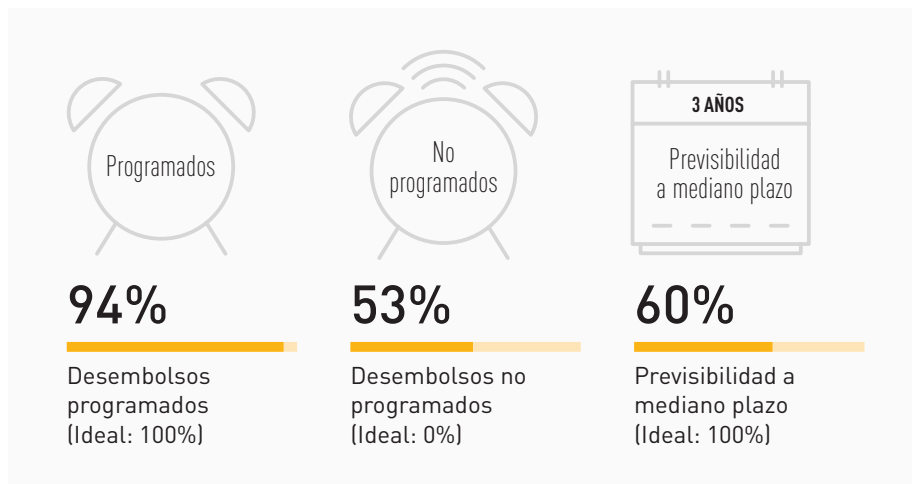 Programados
No
programados
3 AÑOS
Previsibilidad
a mediano plazo
94%
Desembolsos
programados
(Ideal: 100%)
53%
Desembolsos no
programados
(Ideal: 0%)
60%
Previsibilidad a
mediano plazo
(Ideal: 100%)